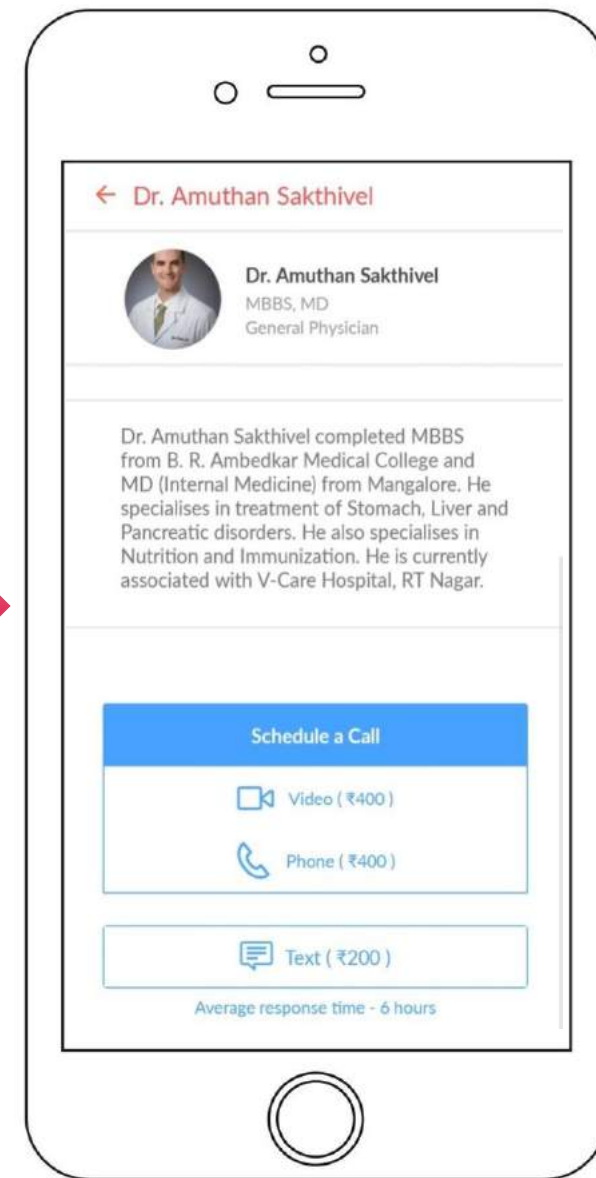 ← Dr. Amuthan Sakthivel
Dr. Amuthan Sakthivel
MBBS, MD
General Physician
Dr. Amuthan Sakthivel completed MBBS
from B. R. Ambedkar Medical College and
MD (Internal Medicine) from Mangalore. He
specialises in treatment of Stomach, Liver and
Pancreatic disorders. He also specialises in
Nutrition and Immunization. He is currently
associated with V-Care Hospital, RT Nagar.
Schedule a Call
Video ( ₹400 )
Phone ( ₹400 )
Text ( ₹200 )
Average response time - 6 hours